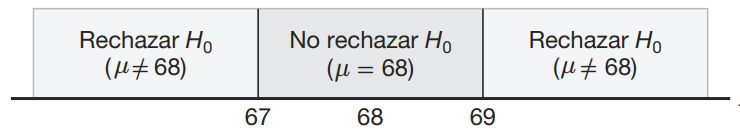 Rechazar H₀ No rechazar H₀ Rechazar H₀
(μ ≠ 68) (μ = 68) (μ ≠ 68)
67 68 69